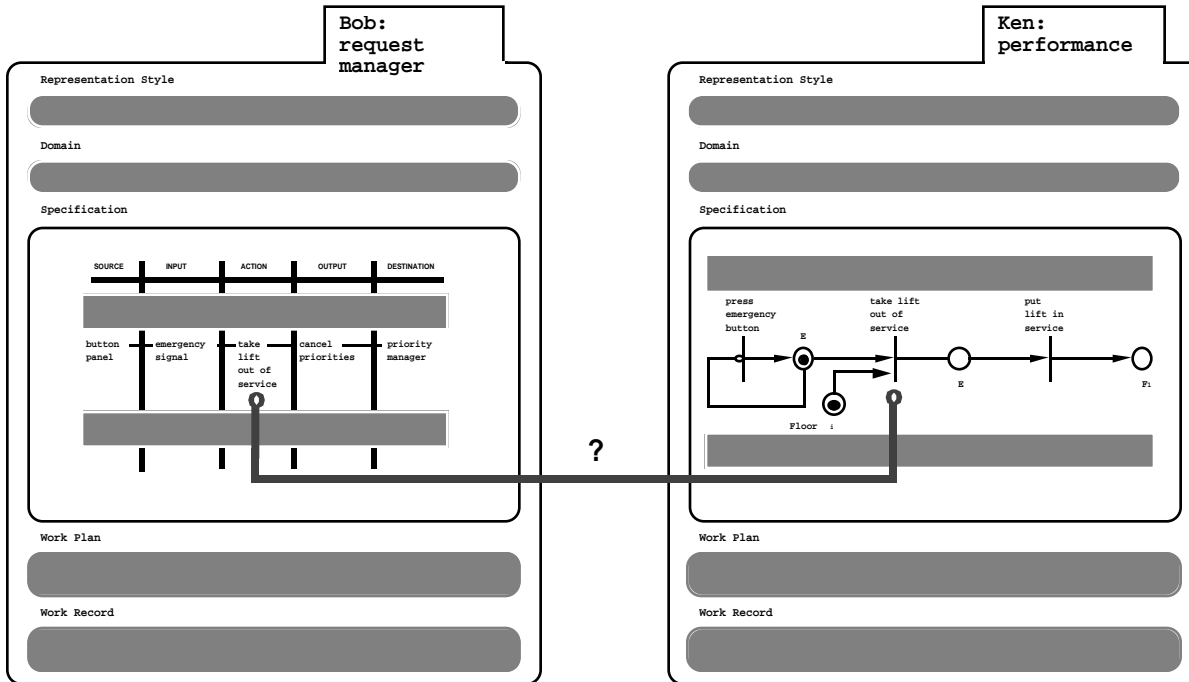 Bob:
request
manager
Representation Style
Domain
Specification
SOURCE INPUT ACTION OUTPUT DESTINATION
button emergency take cancel priority
panel signal lift priorities manager
out of
service
Work Plan
Work Record
?
Ken:
performance
Representation Style
Domain
Specification
press take lift put
emergency out of lift in
button service service
E
E F1
Floor i
Work Plan
Work Record